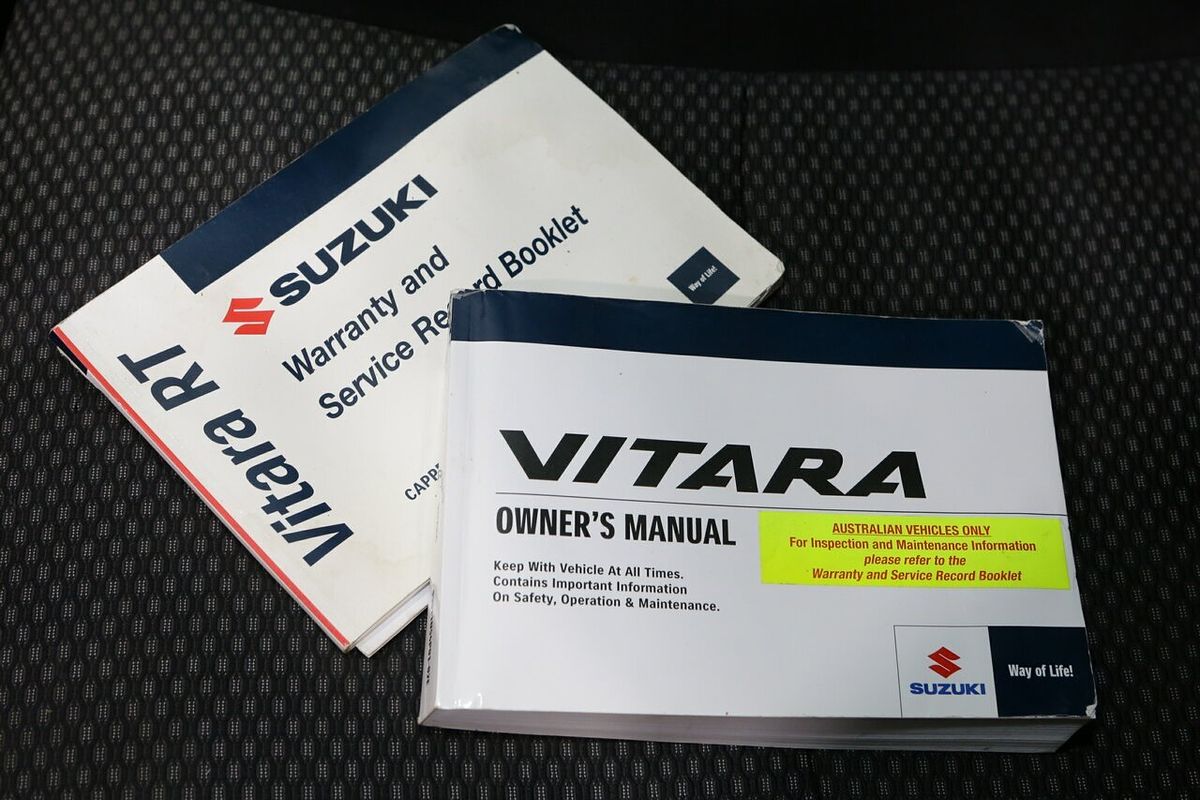 SUZUKI
Warranty and
Service Record Booklet
Way of Life!
Vitara RT
VITARA
OWNER'S MANUAL
Keep With Vehicle At All Times.
Contains Important Information
On Safety, Operation & Maintenance.
AUSTRALIAN VEHICLES ONLY
For Inspection and Maintenance Information
please refer to the
Warranty and Service Record Booklet
SUZUKI
Way of Life!